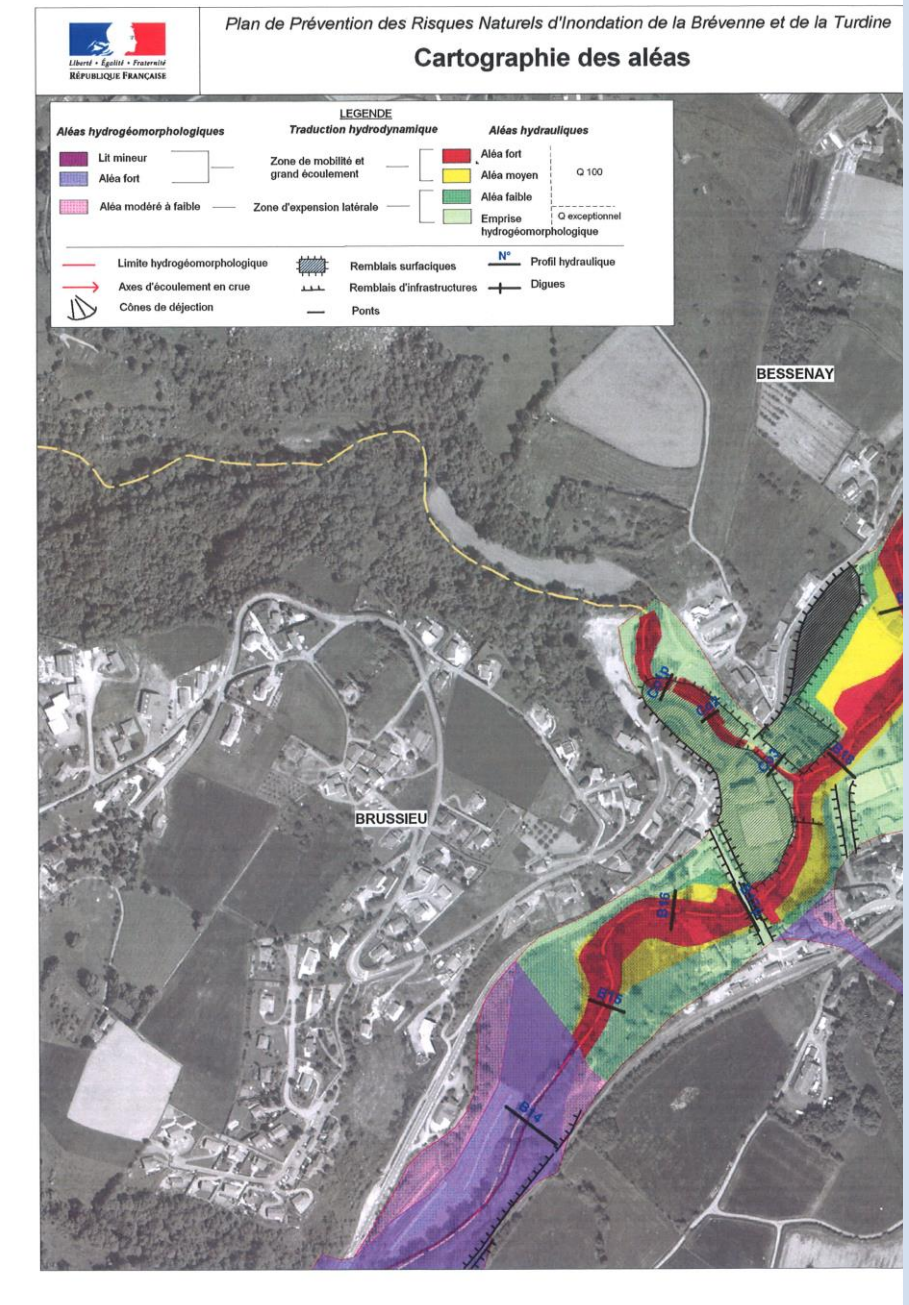 Plan de Prévention des Risques Naturels d'Inondation de la Brévenne et de la Turdine
Cartographie des aléas
Liberté • Égalité • Fraternité
RÉPUBLIQUE FRANÇAISE
LEGENDE
Aléas hydrogéomorphologiques
Traduction hydrodynamique
Aléas hydrauliques
Lit mineur
Aléa fort
Zone de mobilité et
grand écoulement
Aléa fort
Aléa moyen
Q 100
Aléa modéré à faible
Zone d'expension latérale
Aléa faible
Emprise
hydrogéomorphologique
Q exceptionnel
Limite hydrogéomorphologique
Axes d'écoulement en crue
Cônes de déjection
Remblais surfaciques
Remblais d'infrastructures
Ponts
N°
Profil hydraulique
Digues
BESSENAY
BRUSSIEU
B18
B16
B15
B14